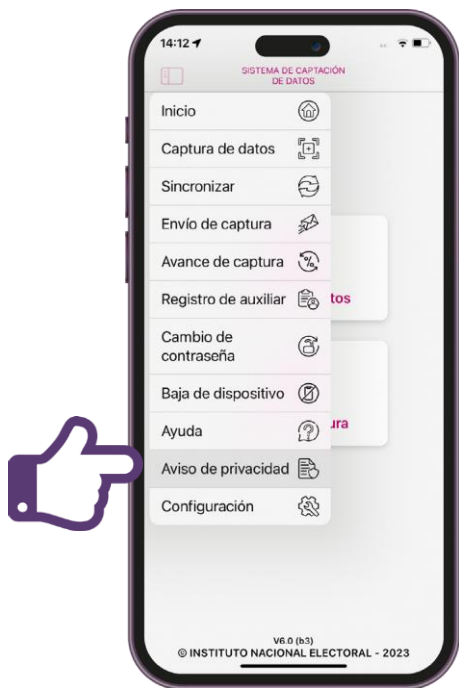 14:12
SISTEMA DE CAPTACIÓN
DE DATOS
Inicio
Captura de datos
Sincronizar
Envío de captura
Avance de captura
Registro de auxiliar
tos
Cambio de
contraseña
Baja de dispositivo
Ayuda
ura
Aviso de privacidad
Configuración
V6.0 (b3)
© INSTITUTO NACIONAL ELECTORAL - 2023